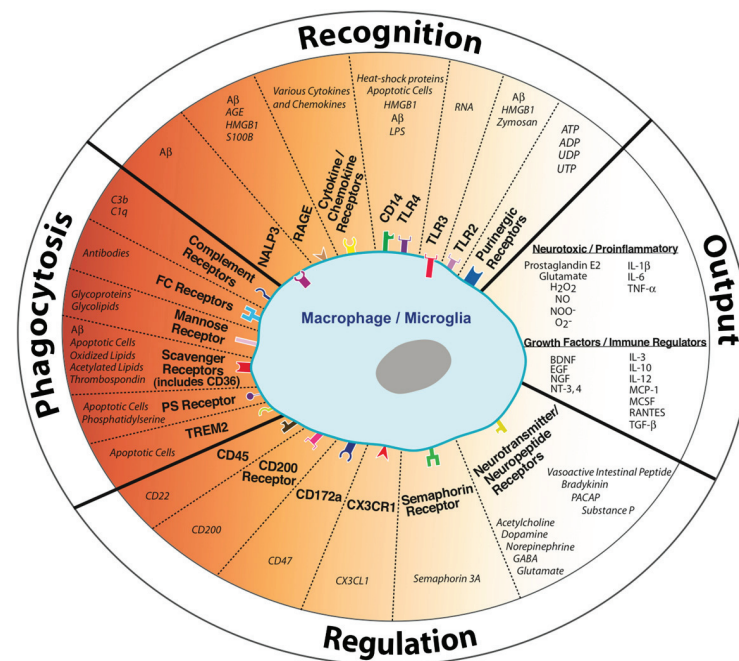 Recognition
Heat-shock proteins
Apoptotic Cells
HMGB1
Aβ
LPS
Various Cytokines
and Chemokines
RNA
Aβ
HMGB1
Zymosan
ATP
ADP
UDP
UTP
Aβ
AGE
HMGB1
S100B
Aβ
NALP3
RAGE
Cytokine /
Chemokine
Receptors
CD14
TLR4
TLR3
TLR2
Purinergic
Receptors
Phagocytosis
C3b
C1q
Complement
Receptors
Antibodies
FC Receptors
Glycoproteins
Glycolipids
Mannose
Receptor
Aβ
Apoptotic Cells
Oxidized Lipids
Acetylated Lipids
Thrombospondin
Scavenger
Receptors
(includes CD36)
Apoptotic Cells
Phosphatidylserine
PS Receptor
Apoptotic Cells
TREM2
Macrophage / Microglia
Output
Neurotoxic / Proinflammatory
Prostaglandin E2
Glutamate
H2O2
NO
NOO-
O2-
IL-1β
IL-6
TNF-α
Growth Factors / Immune Regulators
BDNF
EGF
NGF
NT-3, 4
IL-3
IL-10
IL-12
MCP-1
MCSF
RANTES
TGF-β
CD45
CD22
CD200
Receptor
CD200
CD172a
CD47
CX3CR1
CX3CL1
Semaphorin
Receptor
Semaphorin 3A
Neurotransmitter/
Neuropeptide
Receptors
Vasoactive Intestinal Peptide
Bradykinin
PACAP
Substance P
Acetylcholine
Dopamine
Norepinephrine
GABA
Glutamate
Regulation